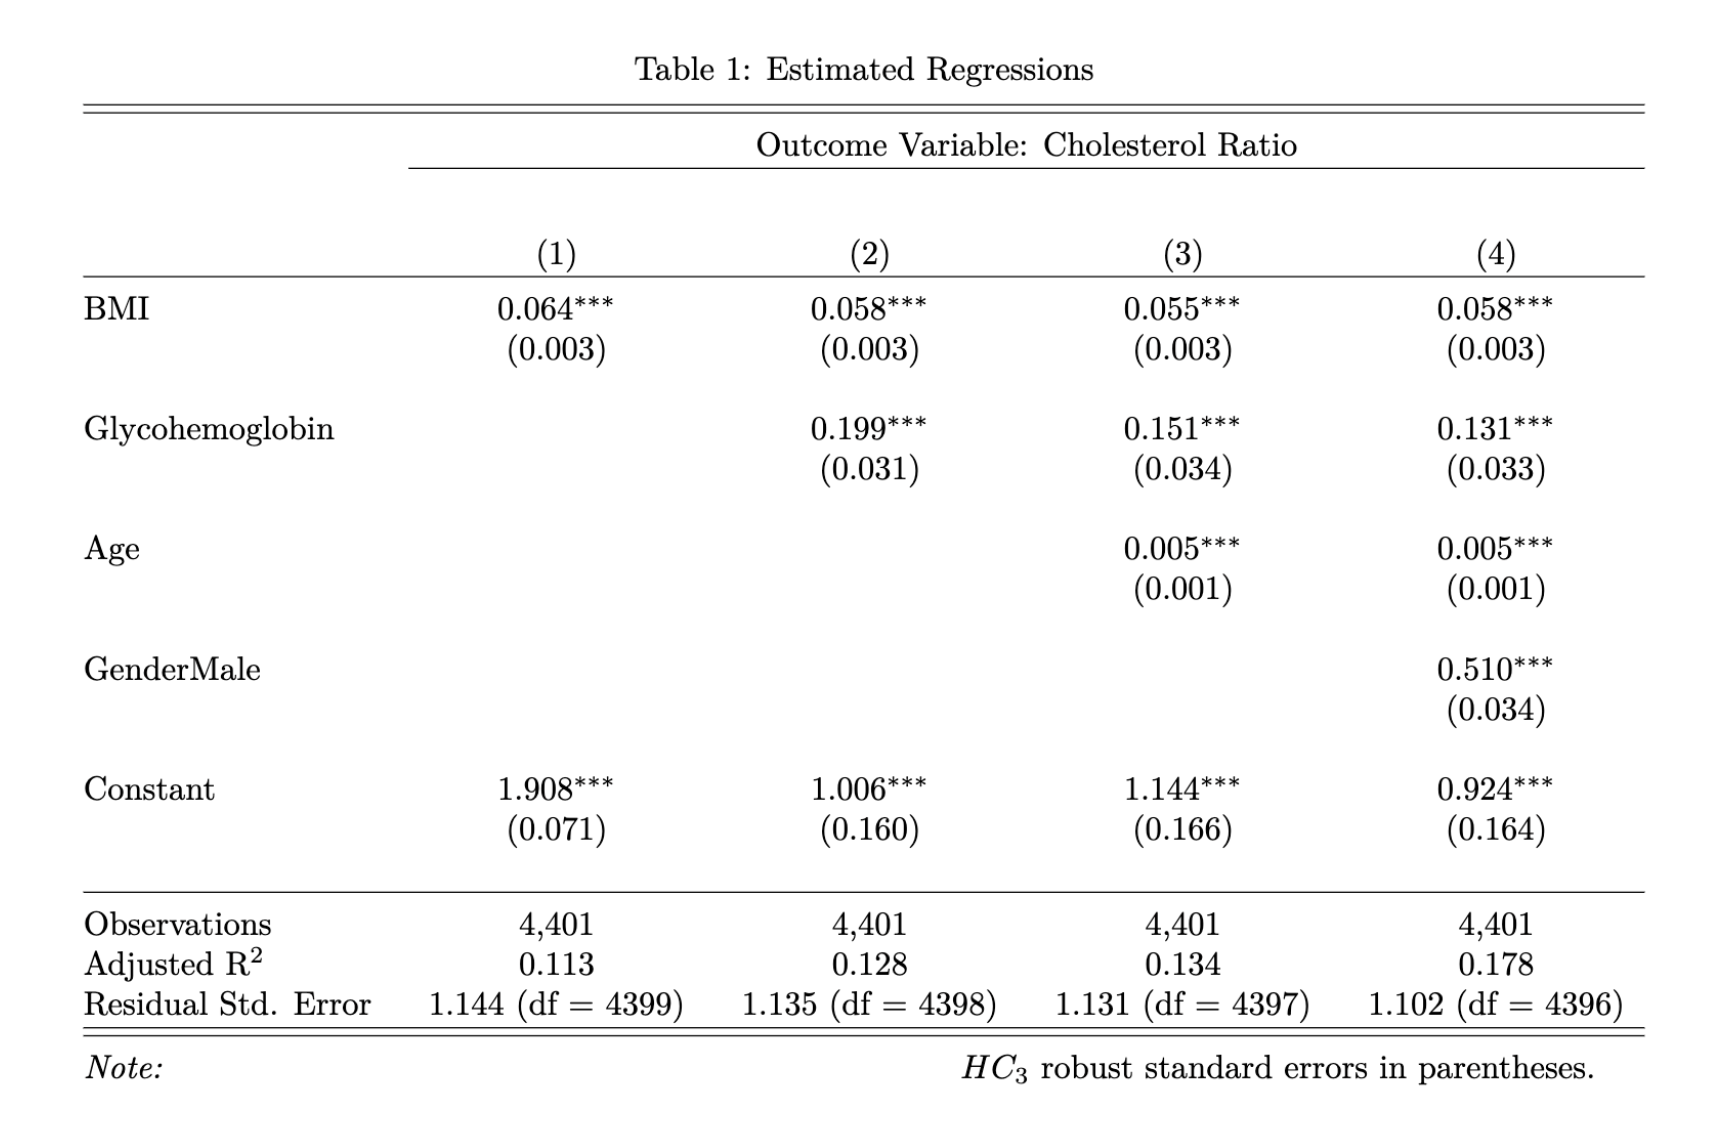 Table 1: Estimated Regressions
Outcome Variable: Cholesterol Ratio
(1) (2) (3) (4)
BMI 0.064*** 0.058*** 0.055*** 0.058***
(0.003) (0.003) (0.003) (0.003)
Glycohemoglobin 0.199*** 0.151*** 0.131***
(0.031) (0.034) (0.033)
Age 0.005*** 0.005***
(0.001) (0.001)
GenderMale 0.510***
(0.034)
Constant 1.908*** 1.006*** 1.144*** 0.924***
(0.071) (0.160) (0.166) (0.164)
Observations 4,401 4,401 4,401 4,401
Adjusted R² 0.113 0.128 0.134 0.178
Residual Std. Error 1.144 (df = 4399) 1.135 (df = 4398) 1.131 (df = 4397) 1.102 (df = 4396)
Note: HC₃ robust standard errors in parentheses.